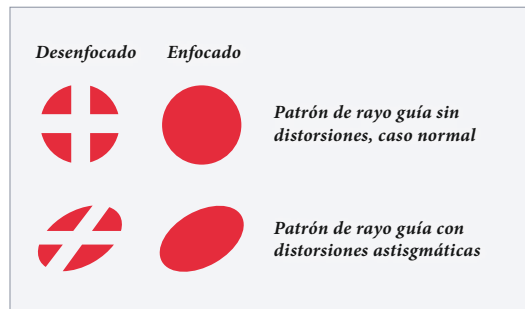 Desenfocado Enfocado
Patrón de rayo guía sin
distorsiones, caso normal
Patrón de rayo guía con
distorsiones astisgmáticas